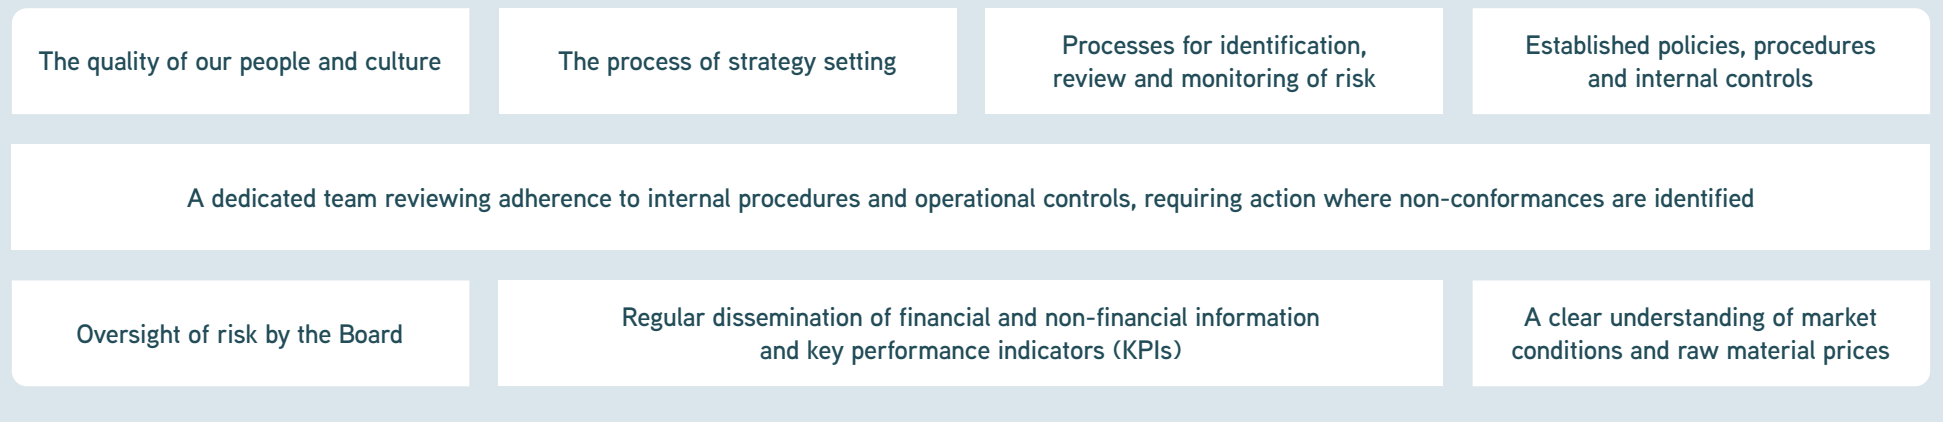 The quality of our people and culture
The process of strategy setting
Processes for identification,
review and monitoring of risk
Established policies, procedures
and internal controls
A dedicated team reviewing adherence to internal procedures and operational controls, requiring action where non-conformances are identified
Oversight of risk by the Board
Regular dissemination of financial and non-financial information
and key performance indicators (KPIs)
A clear understanding of market
conditions and raw material prices